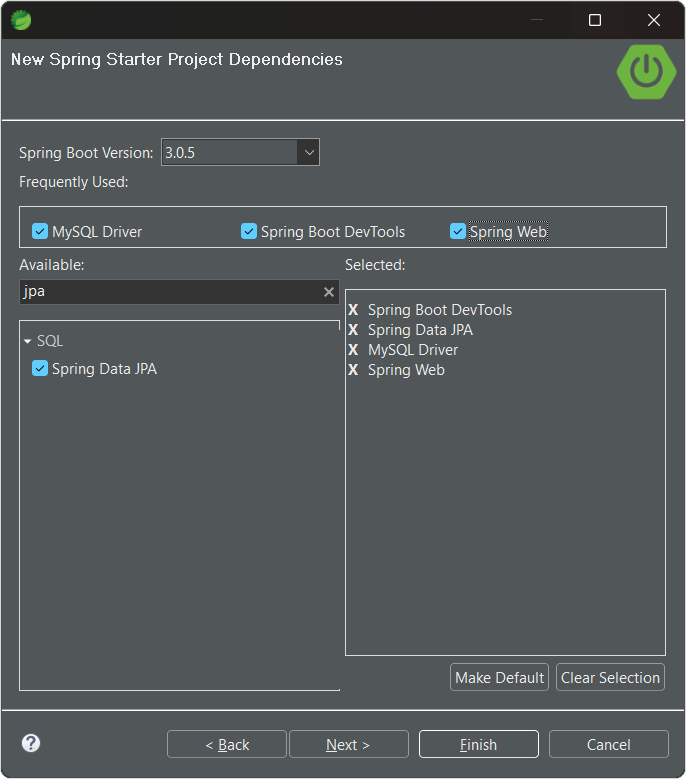 New Spring Starter Project Dependencies
Spring Boot Version: 3.0.5
Frequently Used:
MySQL Driver Spring Boot DevTools Spring Web
Available: Selected:
jpa
X Spring Boot DevTools
X Spring Data JPA
X MySQL Driver
X Spring Web
SQL
Spring Data JPA
Make Default Clear Selection
? < Back Next > Finish Cancel